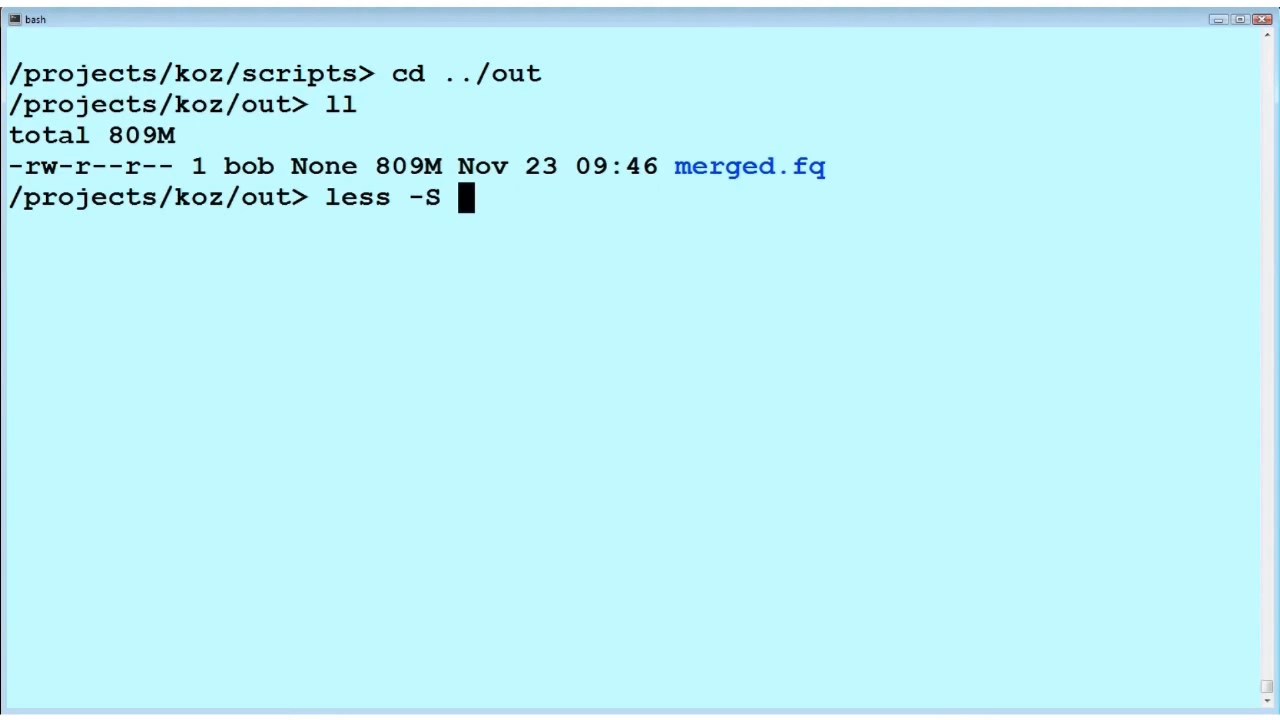 bash
/projects/koz/scripts> cd ../out
/projects/koz/out> ll
total 809M
-rw-r--r-- 1 bob None 809M Nov 23 09:46 merged.fq
/projects/koz/out> less -S